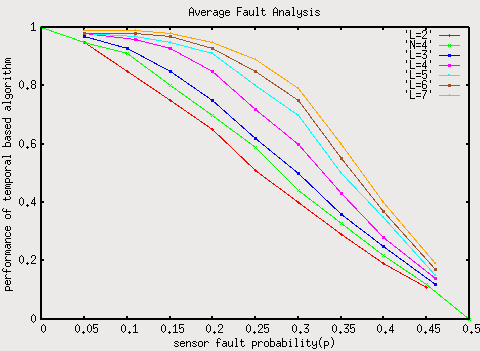 Average Fault Analysis
performance of temporal based algorithm
1
0.8
0.6
0.4
0.2
0
0 0.05 0.1 0.15 0.2 0.25 0.3 0.35 0.4 0.45 0.5
sensor fault probability(p)
'L=2'
'N=4'
'L=3'
'L=4'
'L=5'
'L=6'
'L=7'